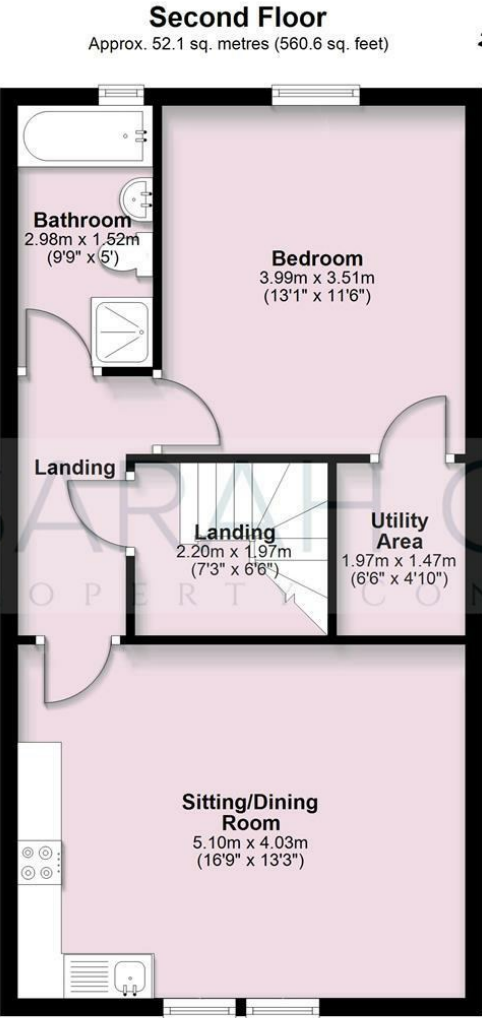 Second Floor
Approx. 52.1 sq. metres (560.6 sq. feet)
Bathroom
2.98m x 1.52m
(9'9" x 5')
Bedroom
3.99m x 3.51m
(13'1" x 11'6")
Landing
Landing
2.20m x 1.97m
(7'3" x 6'6")
Utility
Area
1.97m x 1.47m
(6'6" x 4'10")
SARAH
OPERTY CON
Sitting/Dining
Room
5.10m x 4.03m
(16'9" x 13'3")